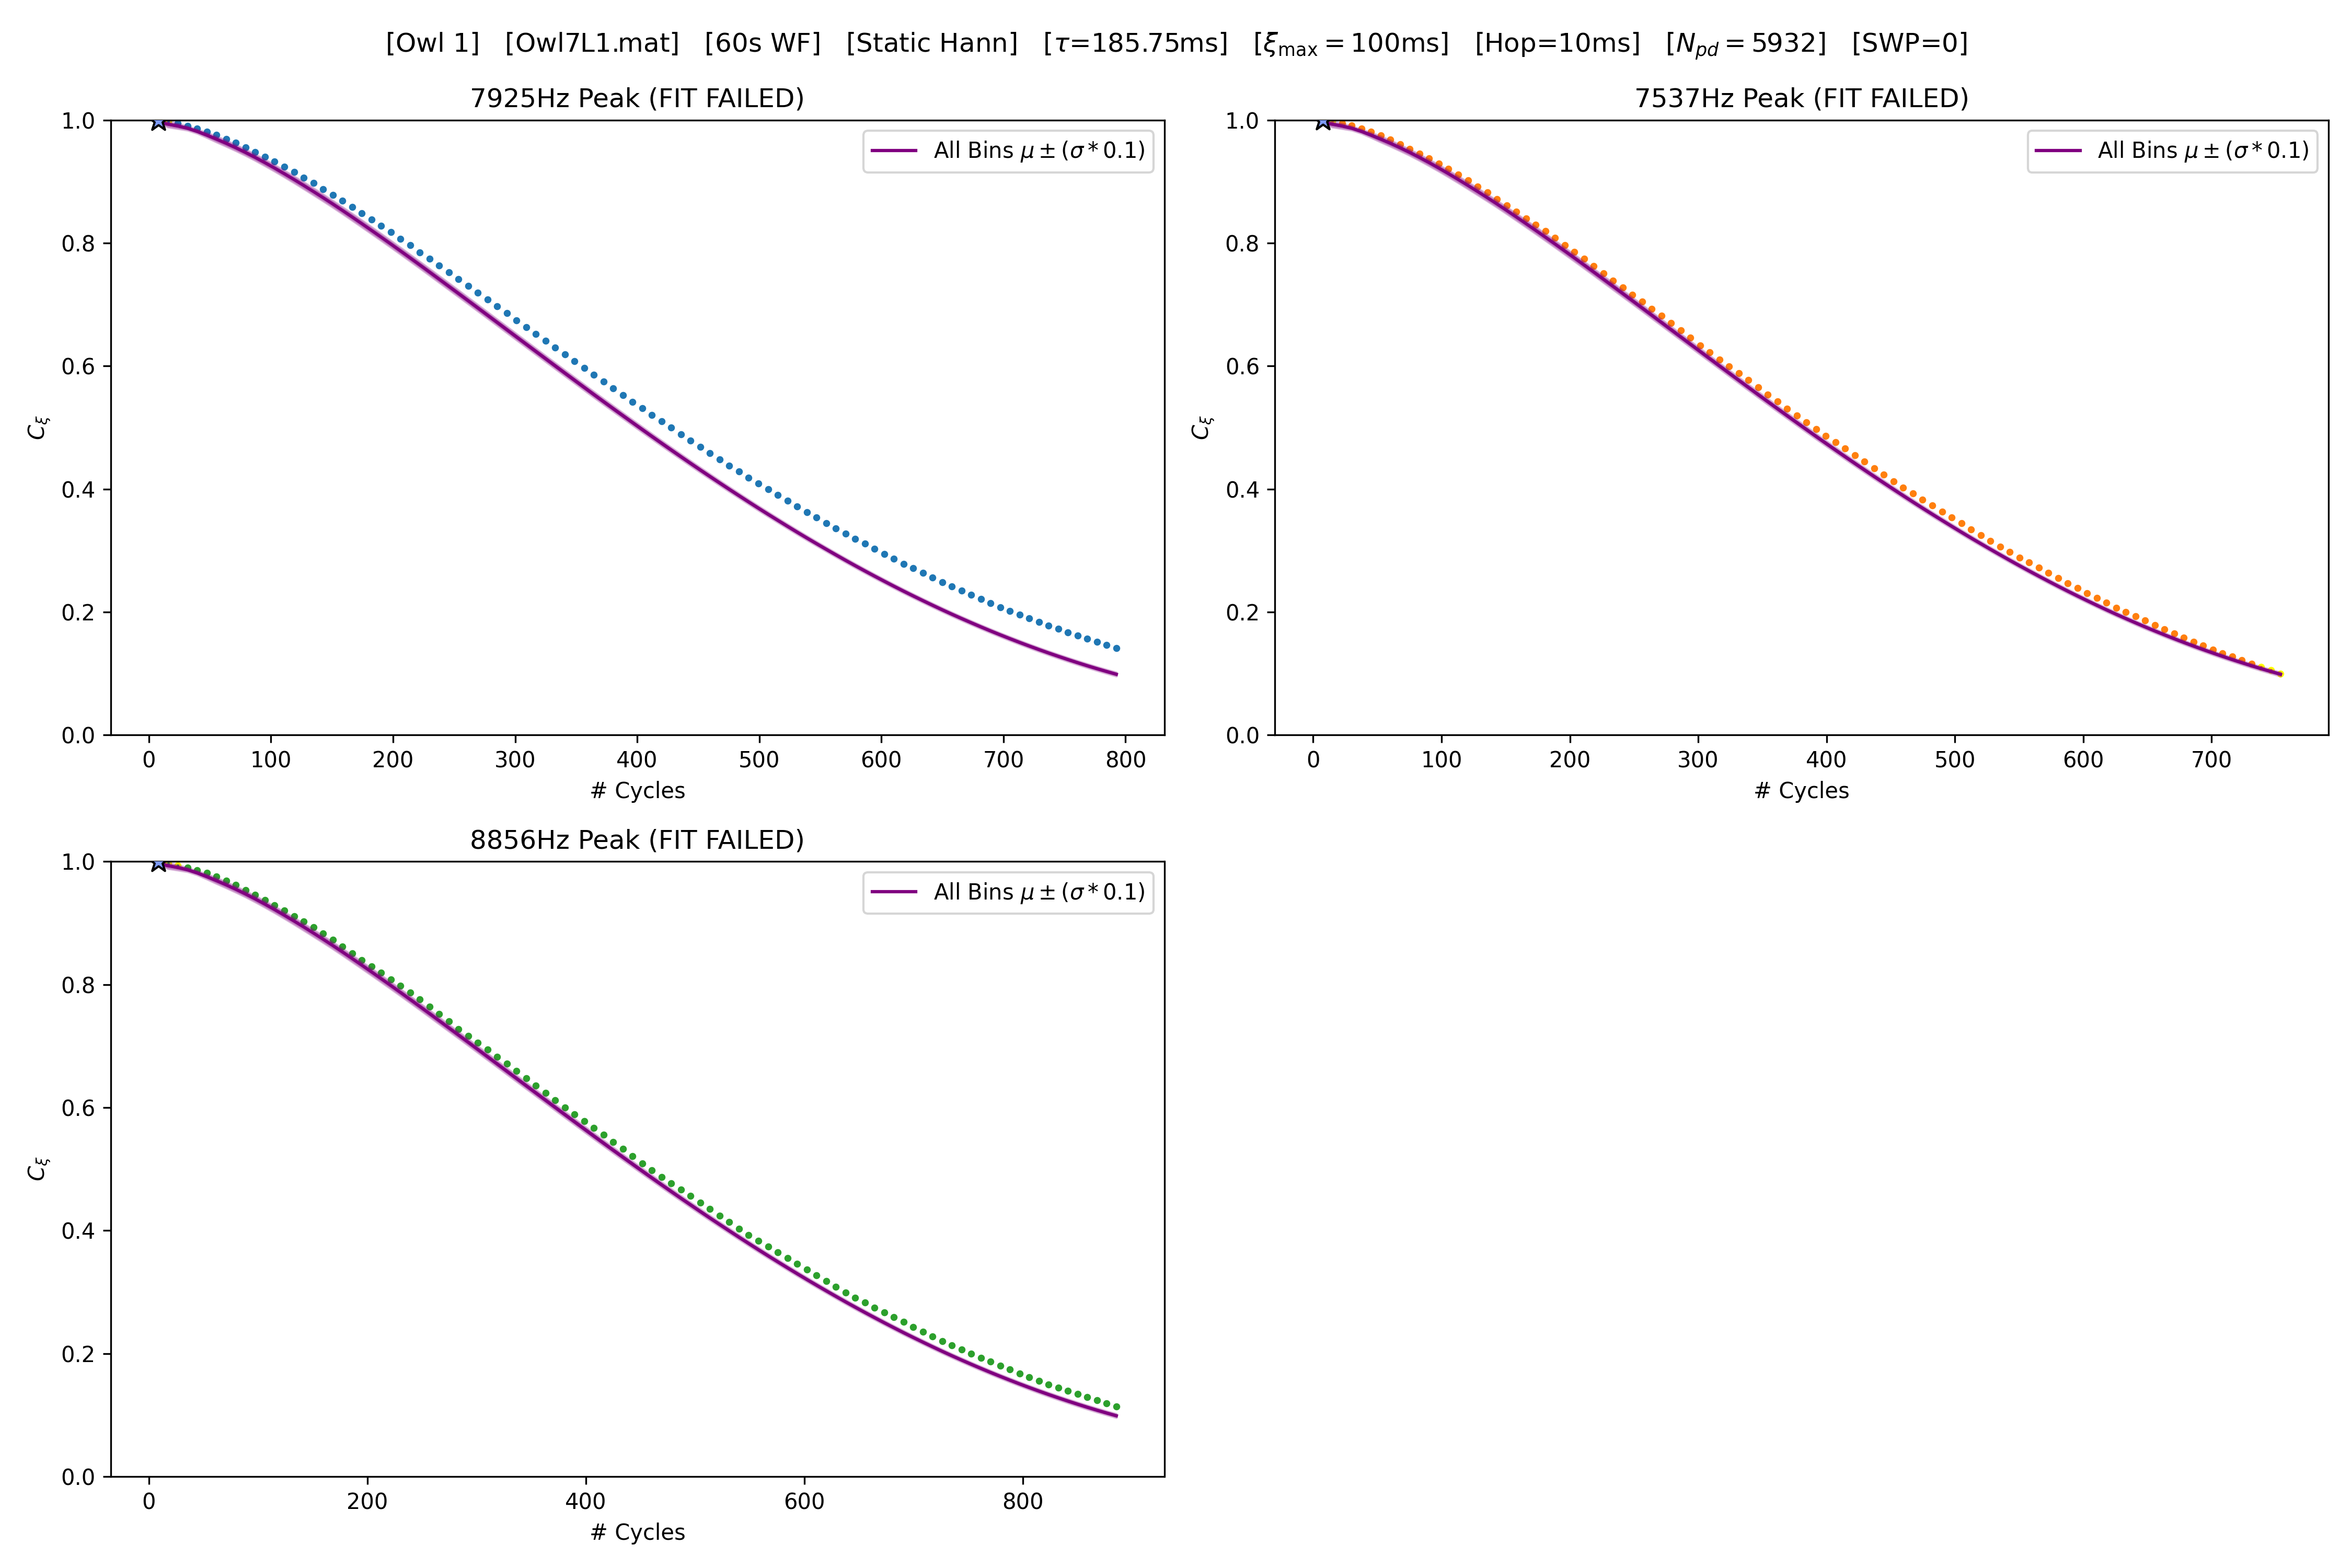 [Owl 1] [Owl7L1.mat] [60s WF] [Static Hann] [τ=185.75ms] [ξmax = 100ms] [Hop=10ms] [Npd = 5932] [SWP=0]
7925Hz Peak (FIT FAILED)
1.0
0.8
0.6
0.4
0.2
0.0
Cξ
All Bins μ ± (σ * 0.1)
0 100 200 300 400 500 600 700 800
# Cycles
7537Hz Peak (FIT FAILED)
1.0
0.8
0.6
0.4
0.2
0.0
Cξ
All Bins μ ± (σ * 0.1)
0 100 200 300 400 500 600 700
# Cycles
8856Hz Peak (FIT FAILED)
1.0
0.8
0.6
0.4
0.2
0.0
Cξ
All Bins μ ± (σ * 0.1)
0 200 400 600 800
# Cycles